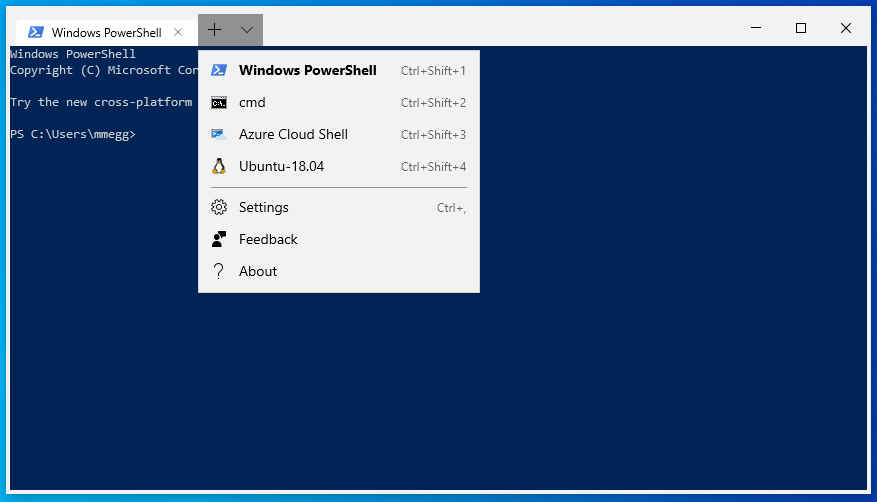 Windows PowerShell
Windows PowerShell
Copyright (C) Microsoft Cor
Try the new cross-platform
PS C:\Users\mmegg>
Windows PowerShell Ctrl+Shift+1
cmd Ctrl+Shift+2
Azure Cloud Shell Ctrl+Shift+3
Ubuntu-18.04 Ctrl+Shift+4
Settings Ctrl+,
Feedback
About